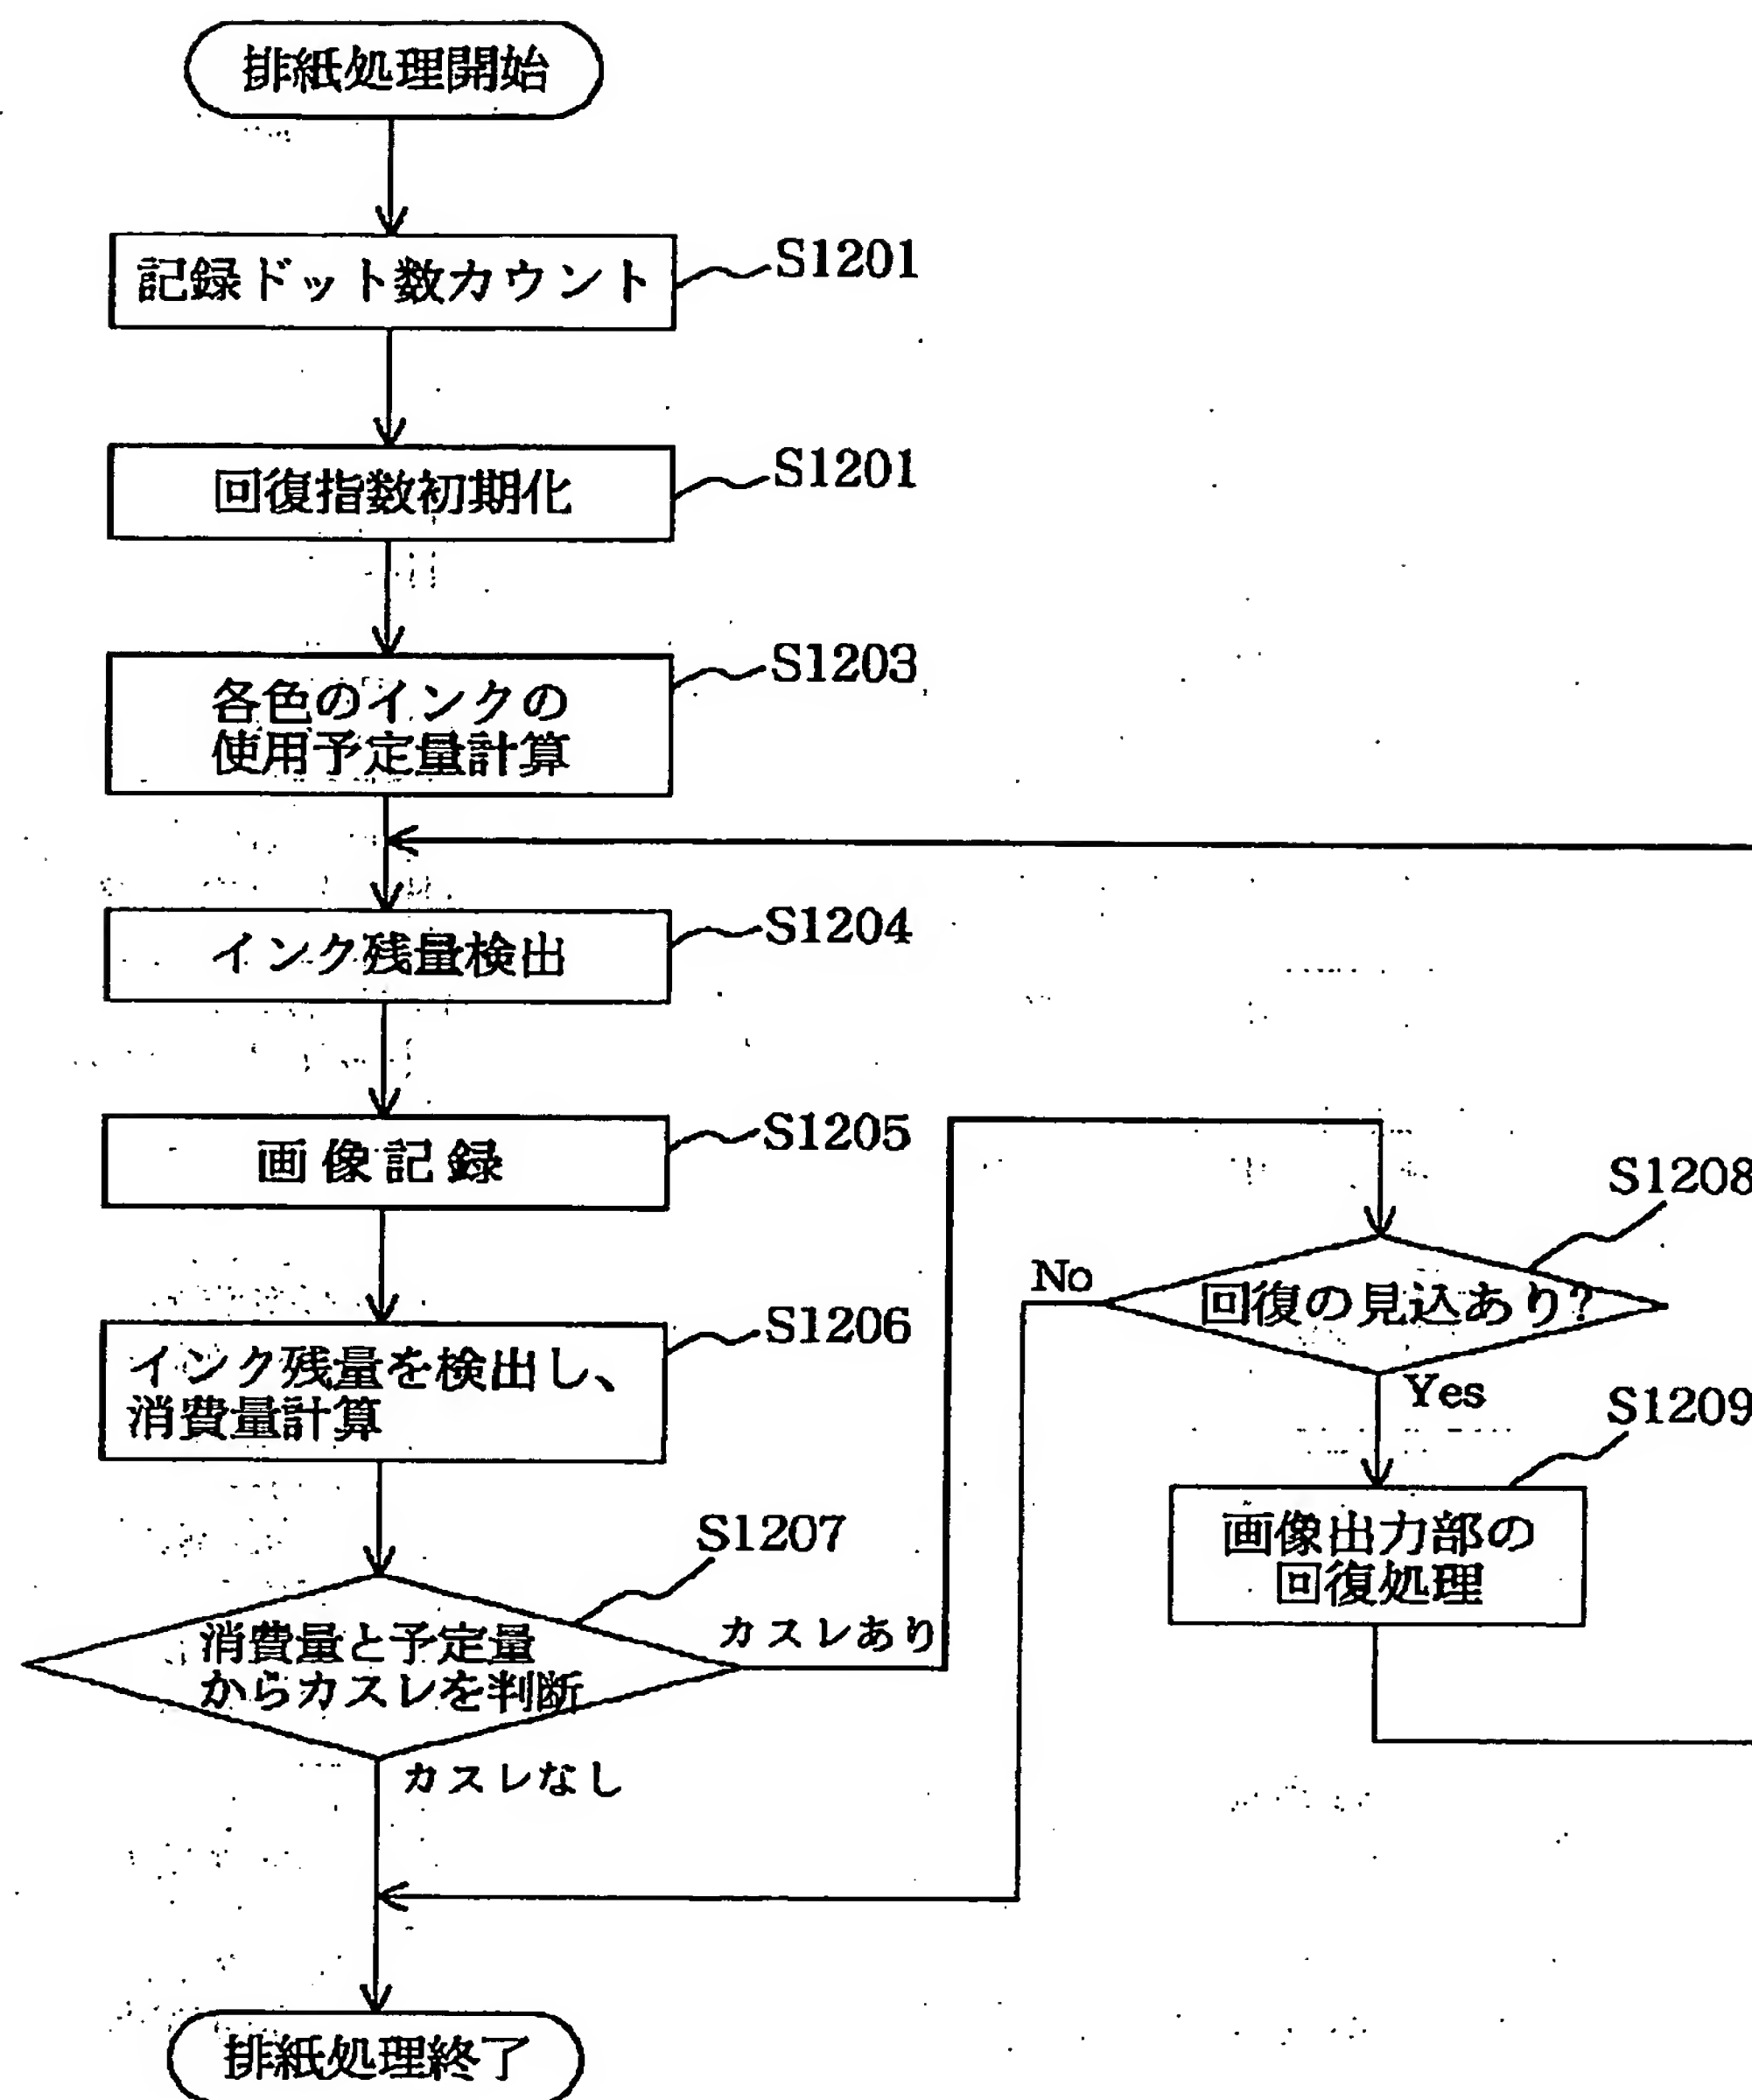 排紙処理開始
記録ドット数カウント
S1201
回復指数初期化
S1201
各色のインクの
使用予定量計算
S1203
インク残量検出
S1204
画像記録
S1205
インク残量を検出し、
消費量計算
S1206
消費量と予定量
からカスレを判断
S1207
カスレあり
カスレなし
回復の見込あり?
S1208
No
Yes
画像出力部の
回復処理
S1209
排紙処理終了